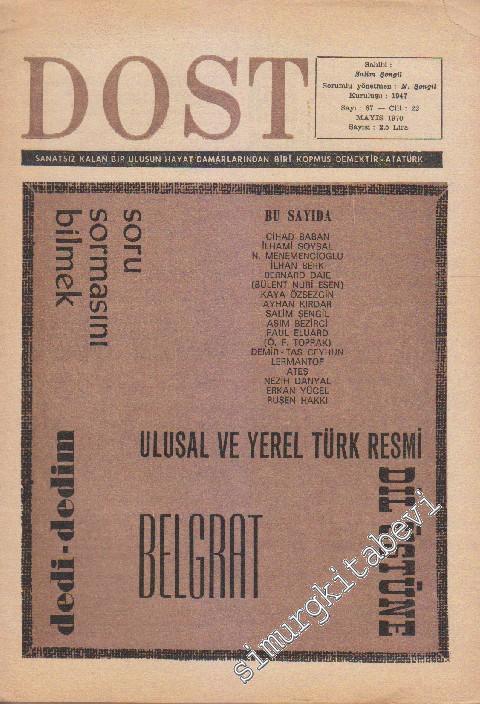 DOST
Sahibi :
Salim Şengil
Sorumlu yönetmen : N. Şengil
Kuruluşu : 1947
Sayı : 67 — Cilt : 22
MAYIS 1970
Sayısı : 2.5 Lira
SANATSIZ KALAN BİR ULUSUN HAYAT DAMARLARINDAN BİRİ KOPMUŞ DEMEKTİR-ATATÜRK
soru
sormasını
bilmek
BU SAYIDA
CİHAD BABAN
İLHAMİ SOYSAL
N. MENEMENCİOĞLU
İLHAN BERK
BERNARD DAIE
(BÜLENT NURİ ESEN)
KAYA ÖZSEZGİN
AYHAN KIRDAR
SALİM ŞENGİL
ASIM BEZİRCİ
PAUL ELUARD
(Ö. F. TOPRAK)
DEMİR-TAŞ CEYHUN
LERMANTOF
ATEŞ
NEZİH DANYAL
ERKAN YÜCEL
RUŞEN HAKKI
ULUSAL VE YEREL TÜRK RESMİ
dedi-dedim
BELGRAT
DİL ÜSTÜNE
simurgkitabevi